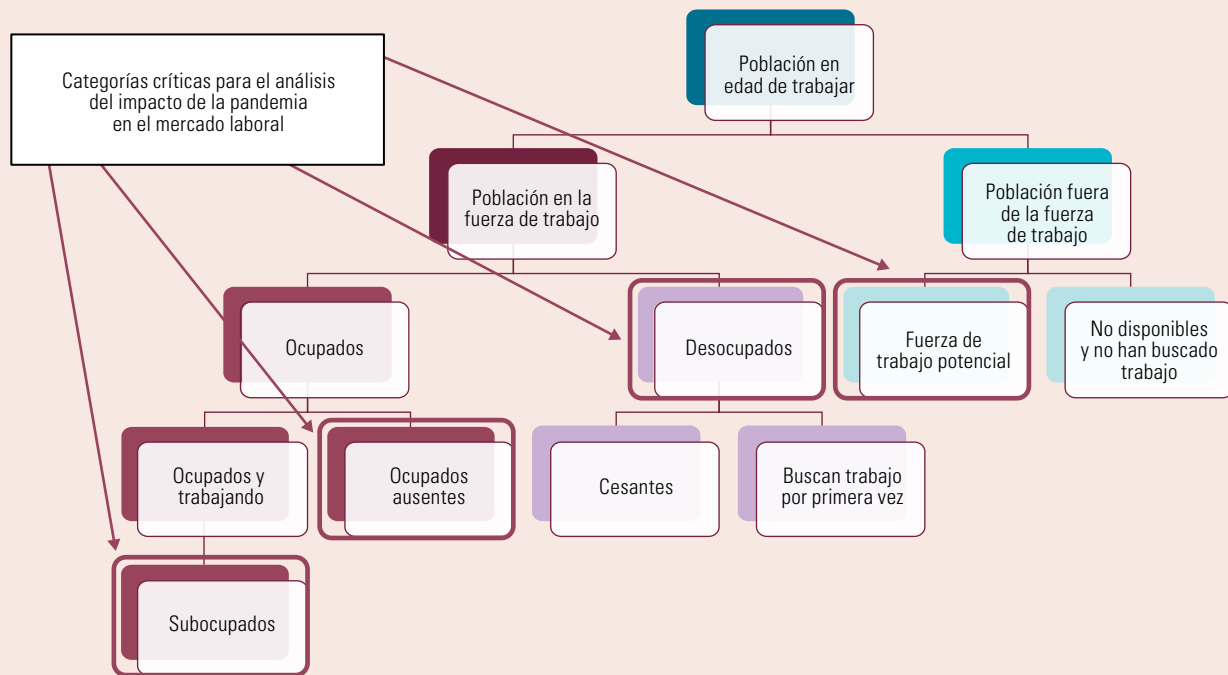 Categorías críticas para el análisis
del impacto de la pandemia
en el mercado laboral
Población en
edad de trabajar
Población en la
fuerza de trabajo
Población fuera
de la fuerza
de trabajo
Ocupados
Desocupados
Fuerza de
trabajo potencial
No disponibles
y no han buscado
trabajo
Ocupados y
trabajando
Ocupados
ausentes
Cesantes
Buscan trabajo
por primera vez
Subocupados